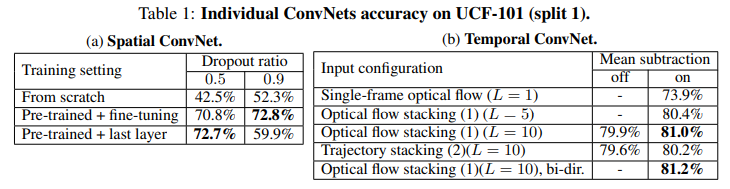 Table 1: Individual ConvNets accuracy on UCF-101 (split 1).
(a) Spatial ConvNet.
Training setting Dropout ratio
0.5 0.9
From scratch 42.5% 52.3%
Pre-trained + fine-tuning 70.8% 72.8%
Pre-trained + last layer 72.7% 59.9%
(b) Temporal ConvNet.
Input configuration Mean subtraction
off on
Single-frame optical flow (L = 1) - 73.9%
Optical flow stacking (1) (L = 5) - 80.4%
Optical flow stacking (1) (L = 10) 79.9% 81.0%
Trajectory stacking (2)(L = 10) 79.6% 80.2%
Optical flow stacking (1)(L = 10), bi-dir. - 81.2%